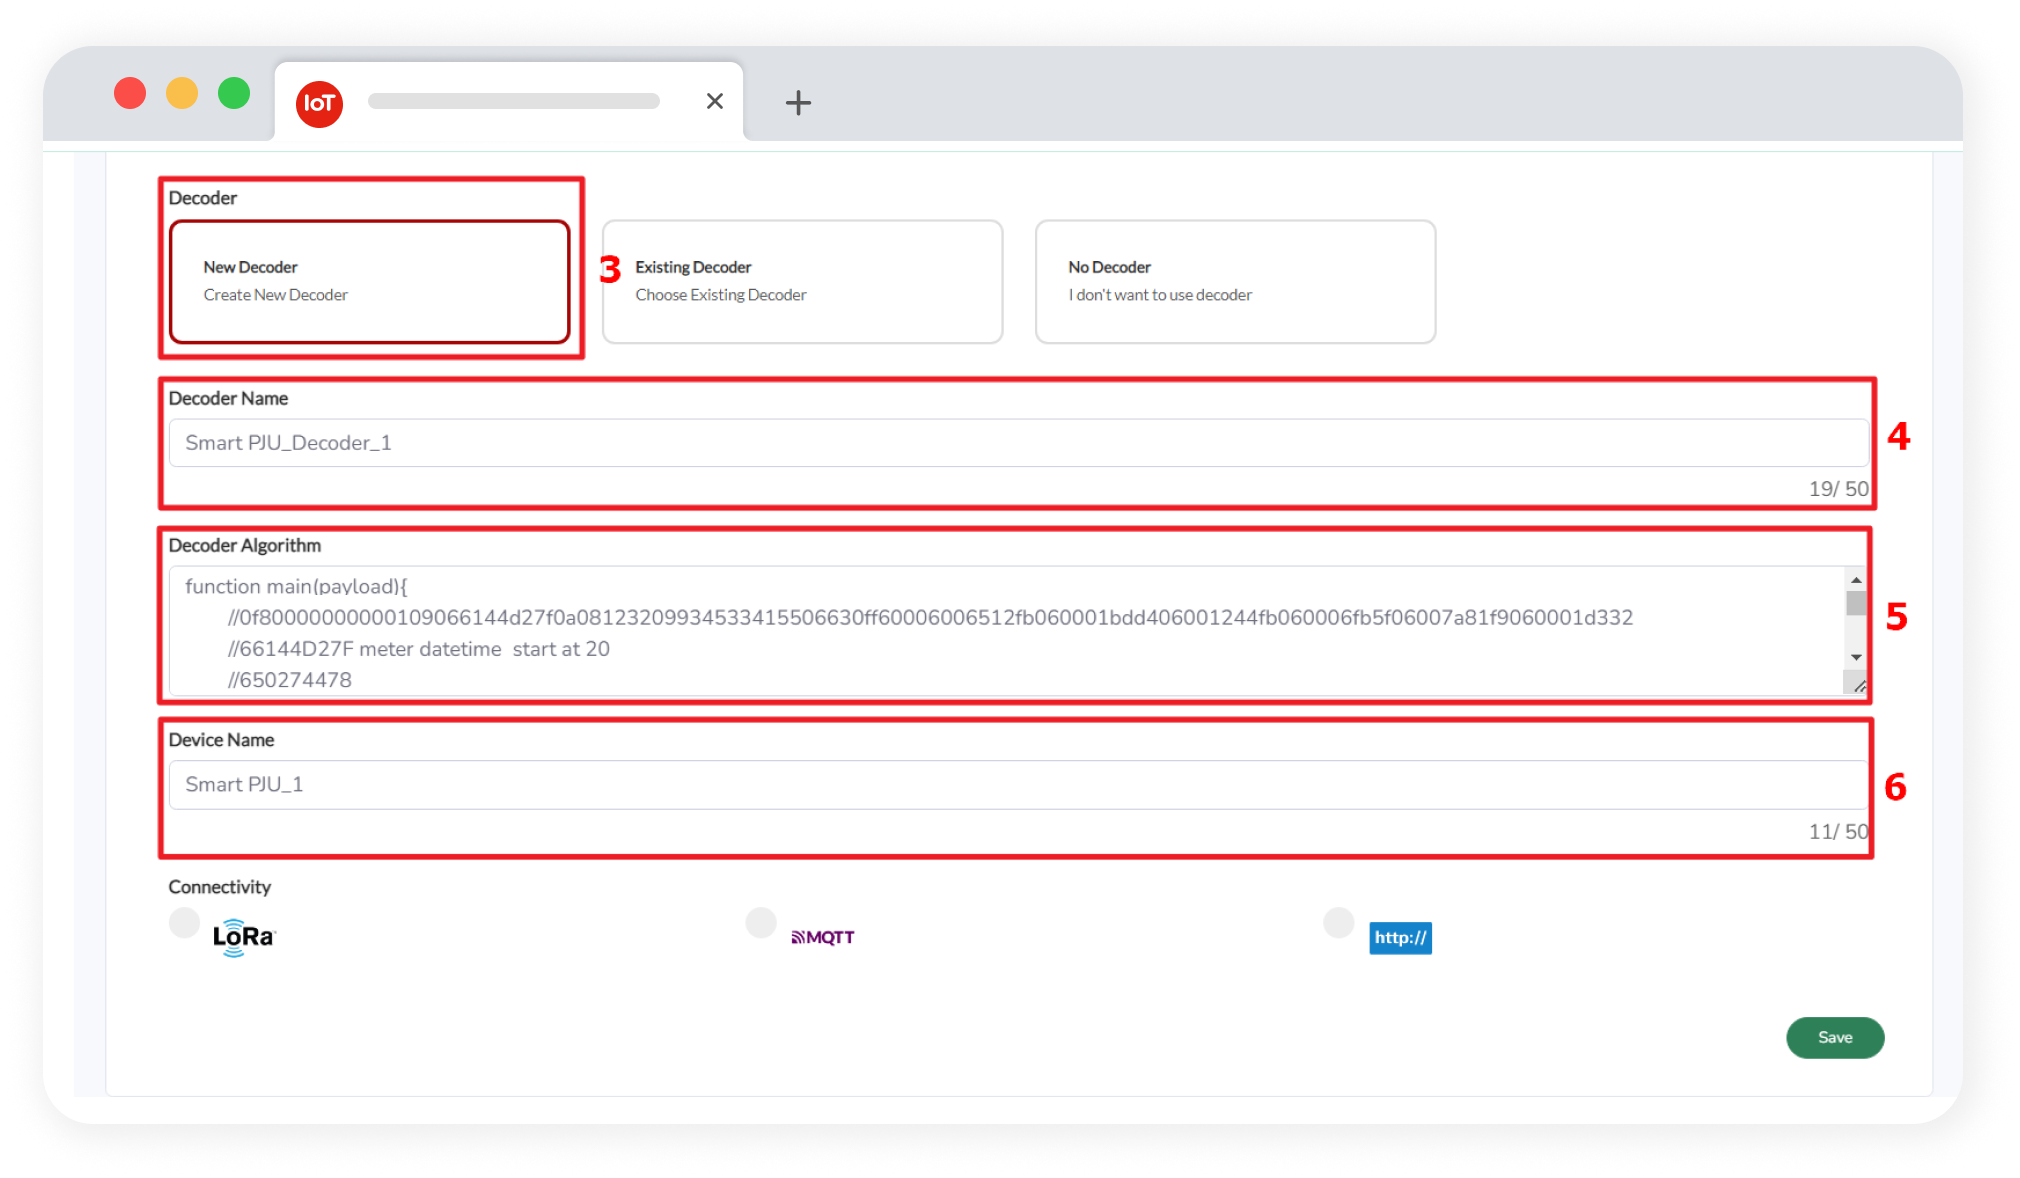 IoT
Decoder
New Decoder
Create New Decoder
3
Existing Decoder
Choose Existing Decoder
No Decoder
I don't want to use decoder
Decoder Name
Smart PJU_Decoder_1
4
19/ 50
Decoder Algorithm
function main(payload){
//0f80000000000109066144d27f0a08123209934533415506630ff60006006512fb060001bdd406001244fb060006fb5f06007a81f9060001d332
//66144D27F meter datetime  start at 20
//650274478
5
Device Name
Smart PJU_1
6
11/ 50
Connectivity
LoRa
MQTT
http://
Save